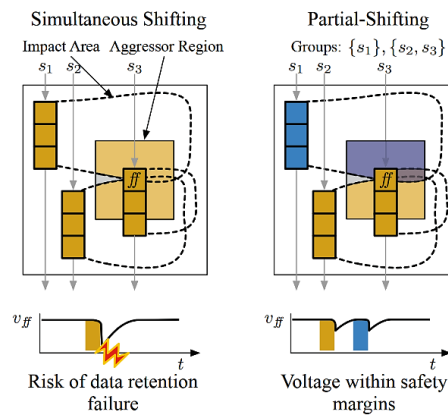 Simultaneous Shifting
Impact Area
Aggressor Region
s1 s2 s3
ff
vff
t
Risk of data retention
failure
Partial-Shifting
Groups: {s1}, {s2, s3}
s1 s2 s3
ff
vff
t
Voltage within safety
margins